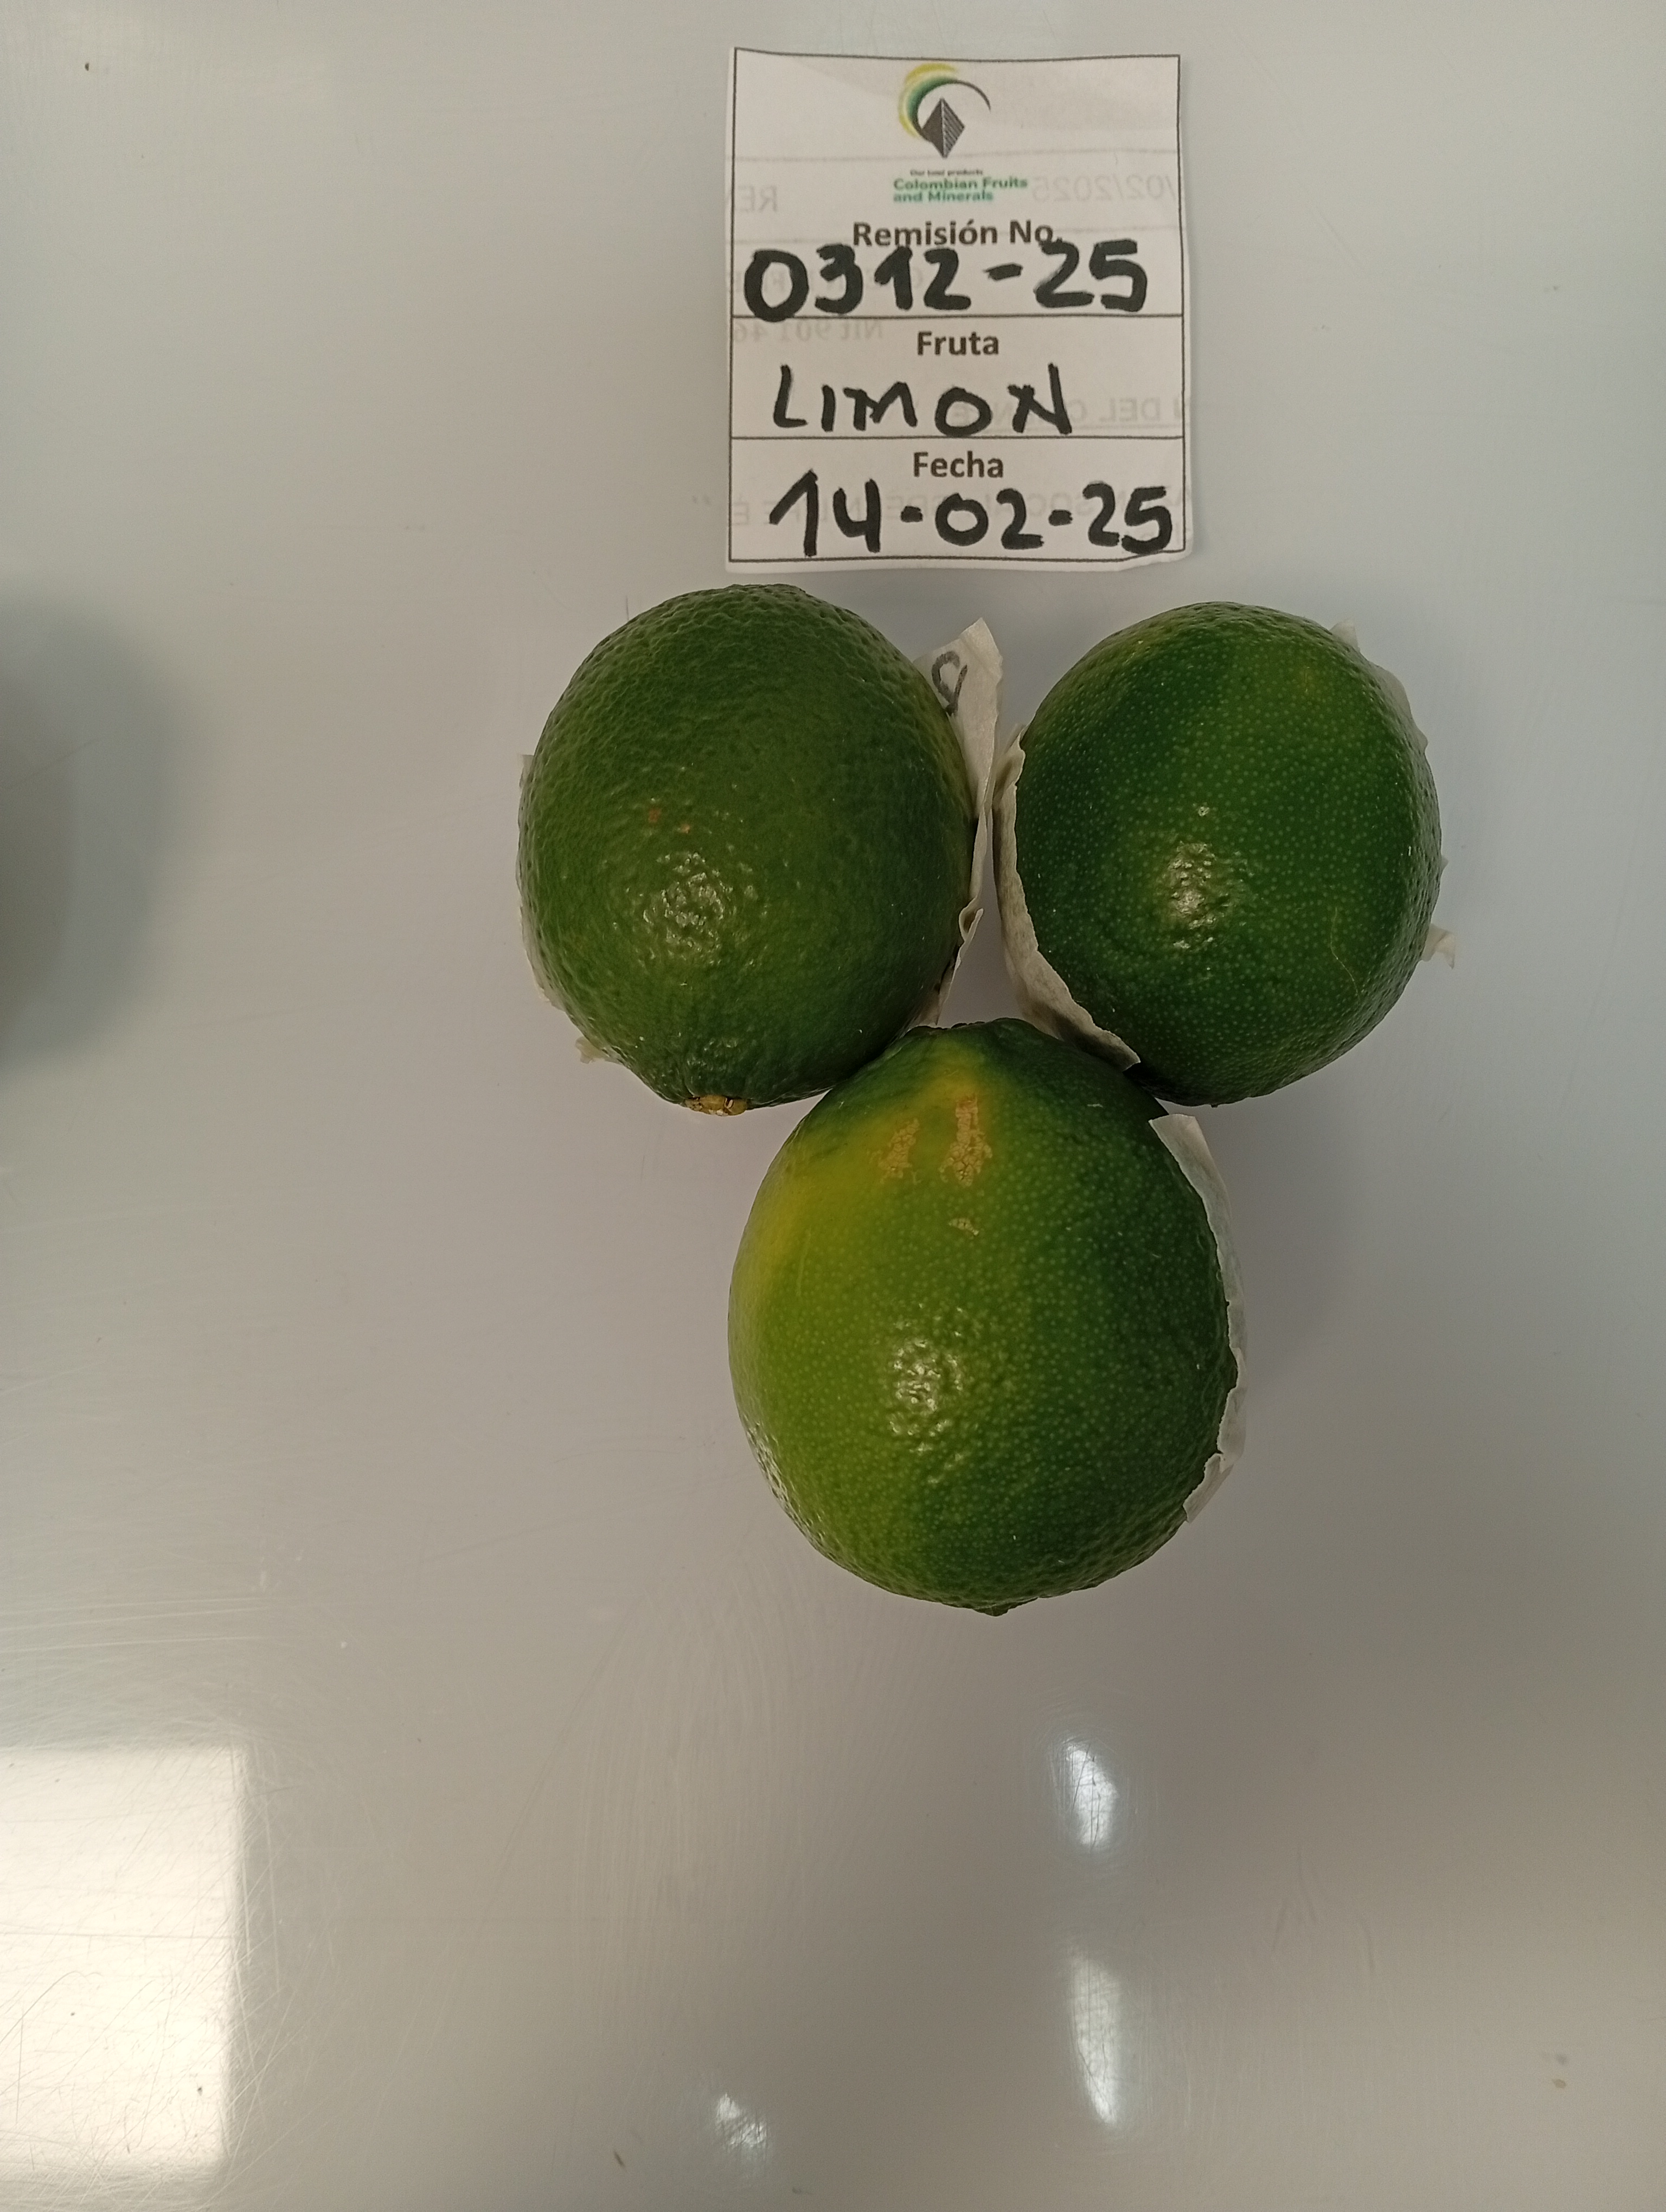 Our best products
Colombian Fruits
and Minerals
Remisión No.
0312-25
Fruta
LIMON
Fecha
14-02-25